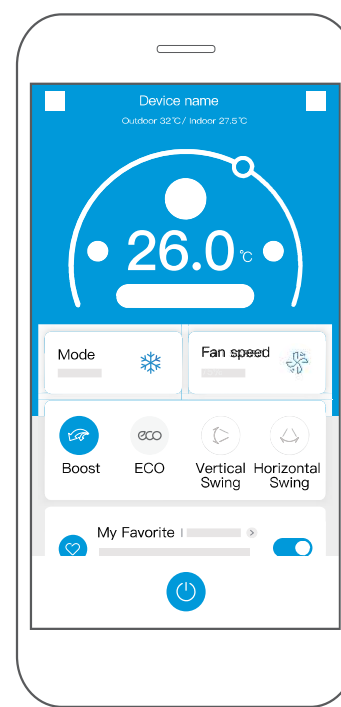 Device name
Outdoor 32℃/ Indoor 27.5℃
26.0℃
Mode
Fan speed
eco
Boost
ECO
Vertical Swing
Horizontal Swing
My Favorite